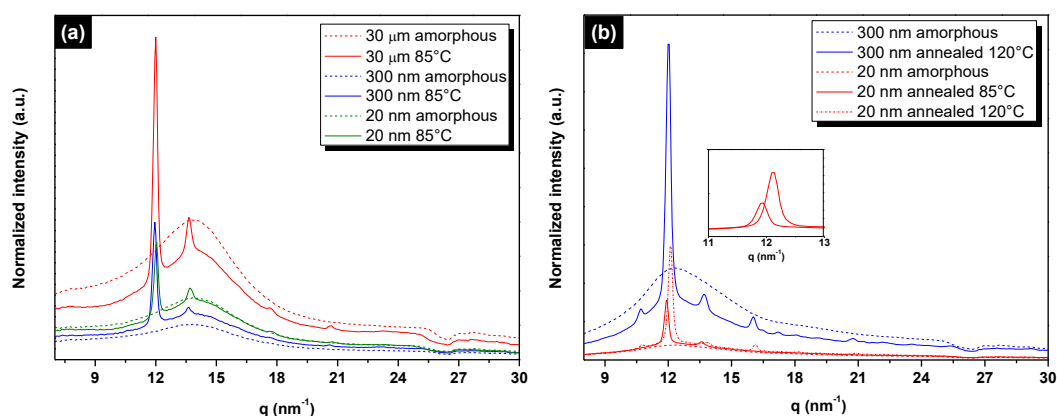 (a)
30 μm amorphous
30 μm 85°C
300 nm amorphous
300 nm 85°C
20 nm amorphous
20 nm 85°C
Normalized intensity (a.u.)
9 12 15 18 21 24 27 30
q (nm⁻¹)
(b)
300 nm amorphous
300 nm annealed 120°C
20 nm amorphous
20 nm annealed 85°C
20 nm annealed 120°C
11 12 13
q (nm⁻¹)
Normalized intensity (a.u.)
9 12 15 18 21 24 27 30
q (nm⁻¹)